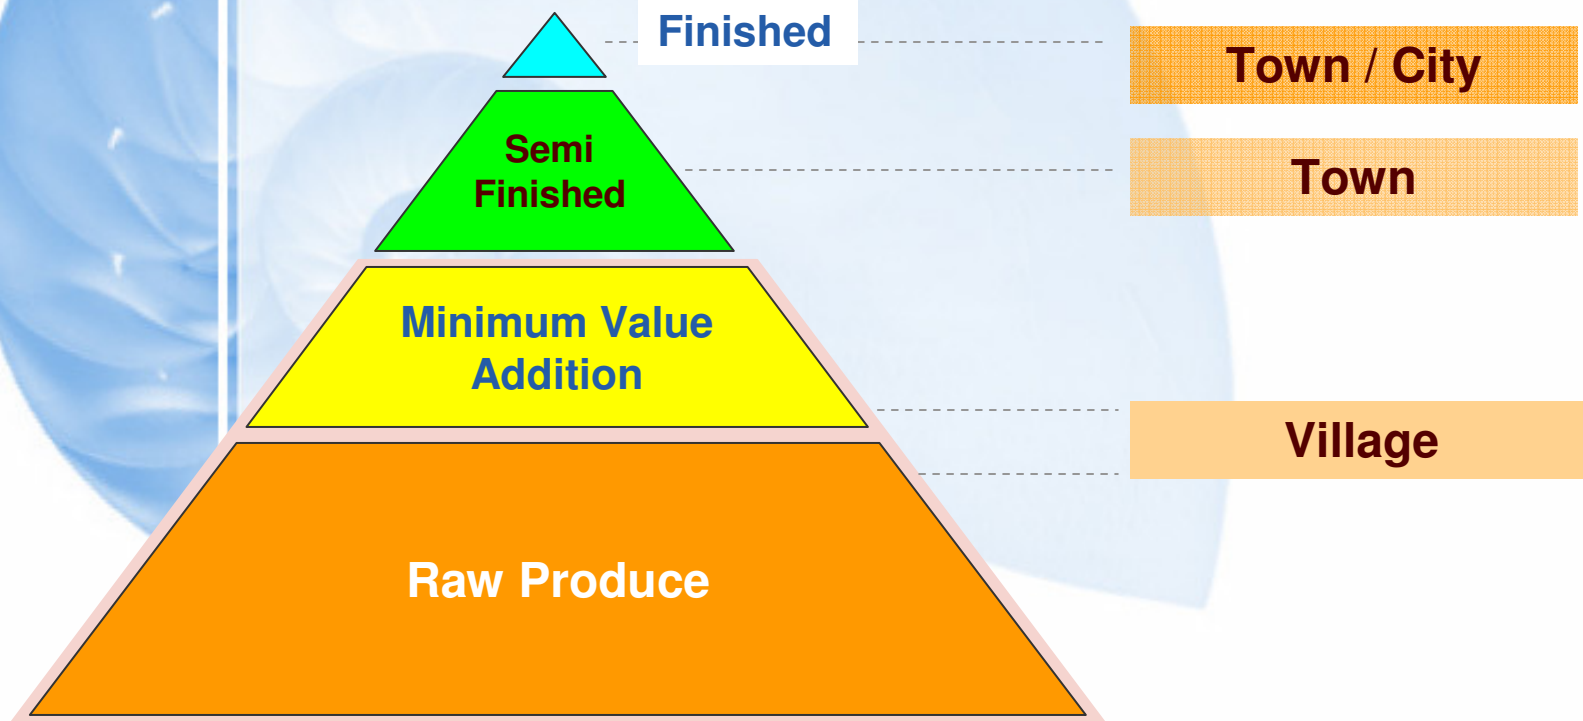 Finished
Town / City
Semi
Finished
Town
Minimum Value
Addition
Village
Raw Produce